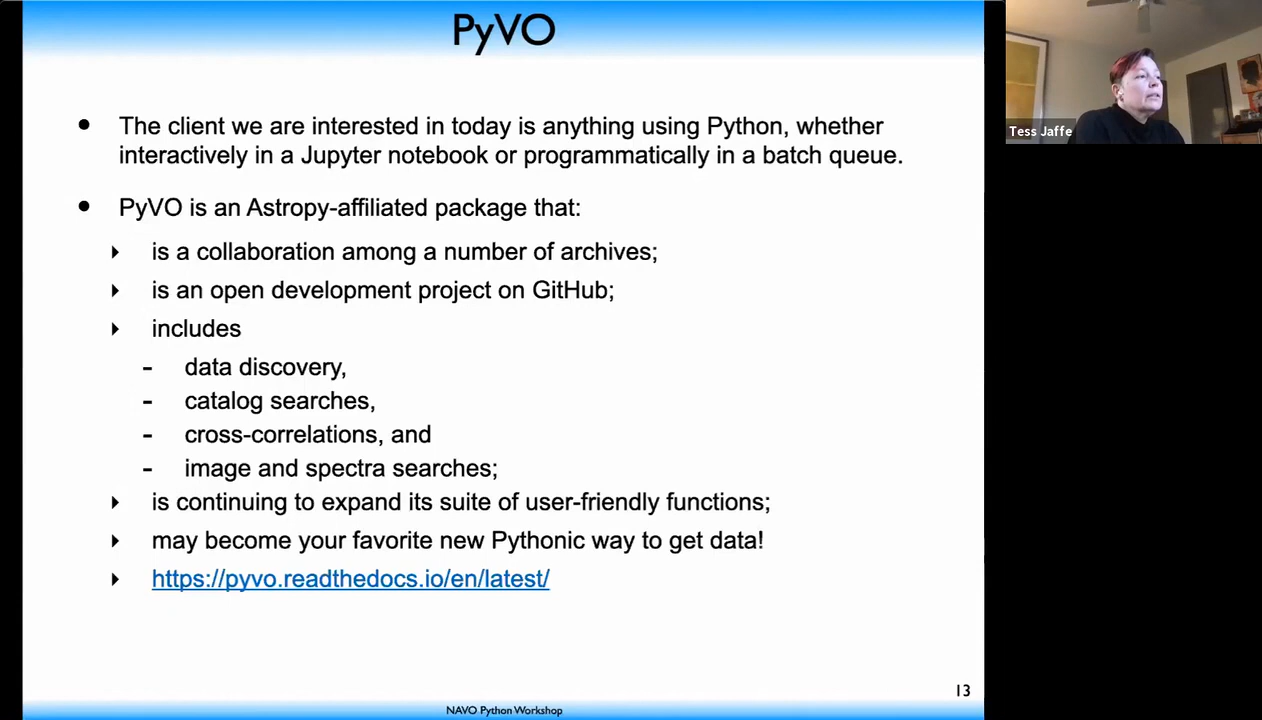 PyVO
• The client we are interested in today is anything using Python, whether
interactively in a Jupyter notebook or programmatically in a batch queue.
• PyVO is an Astropy-affiliated package that:
‣ is a collaboration among a number of archives;
‣ is an open development project on GitHub;
‣ includes
- data discovery,
- catalog searches,
- cross-correlations, and
- image and spectra searches;
‣ is continuing to expand its suite of user-friendly functions;
‣ may become your favorite new Pythonic way to get data!
‣ https://pyvo.readthedocs.io/en/latest/
13
NAVO Python Workshop
Tess Jaffe